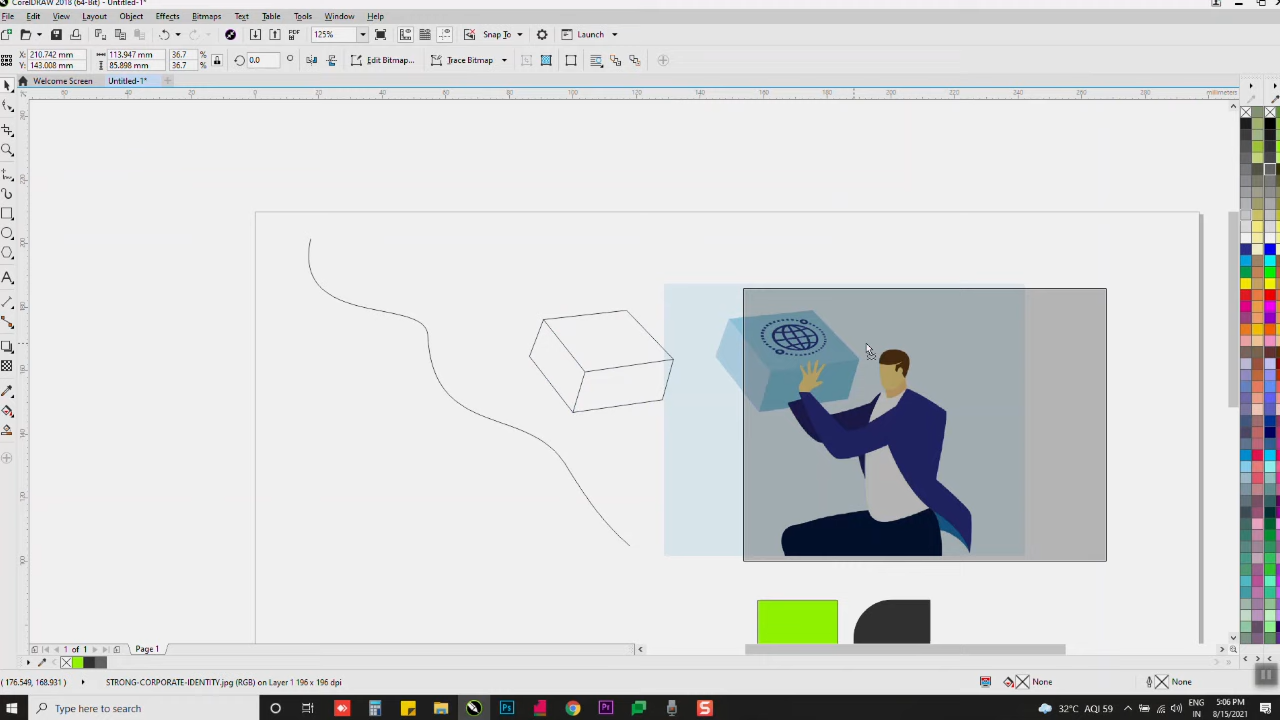 CorelDRAW 2018 (64-Bit) - Untitled-1*
File Edit View Layout Object Effects Bitmaps Text Table Tools Window Help
PDF 125% Snap To Launch
X: 210.742 mm 113.947 mm 36.7 %
Y: 143.008 mm 85.898 mm 36.7 %
0.0 Edit Bitmap... Trace Bitmap
Welcome Screen Untitled-1*
millimeters
1 of 1 Page 1
( 176.549, 168.931 ) STRONG-CORPORATE-IDENTITY.jpg (RGB) on Layer 1 196 x 196 dpi None None
Type here to search Ps Pr S 32°C AQI 59 ENG 5:06 PM
IN 8/15/2021